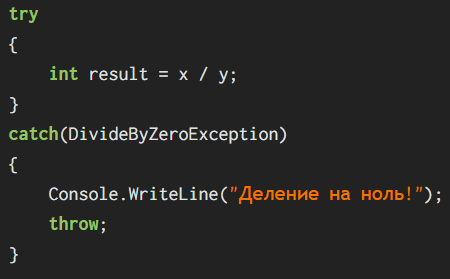 try
{
    int result = x / y;
}
catch(DivideByZeroException)
{
    Console.WriteLine("Деление на ноль!");
    throw;
}